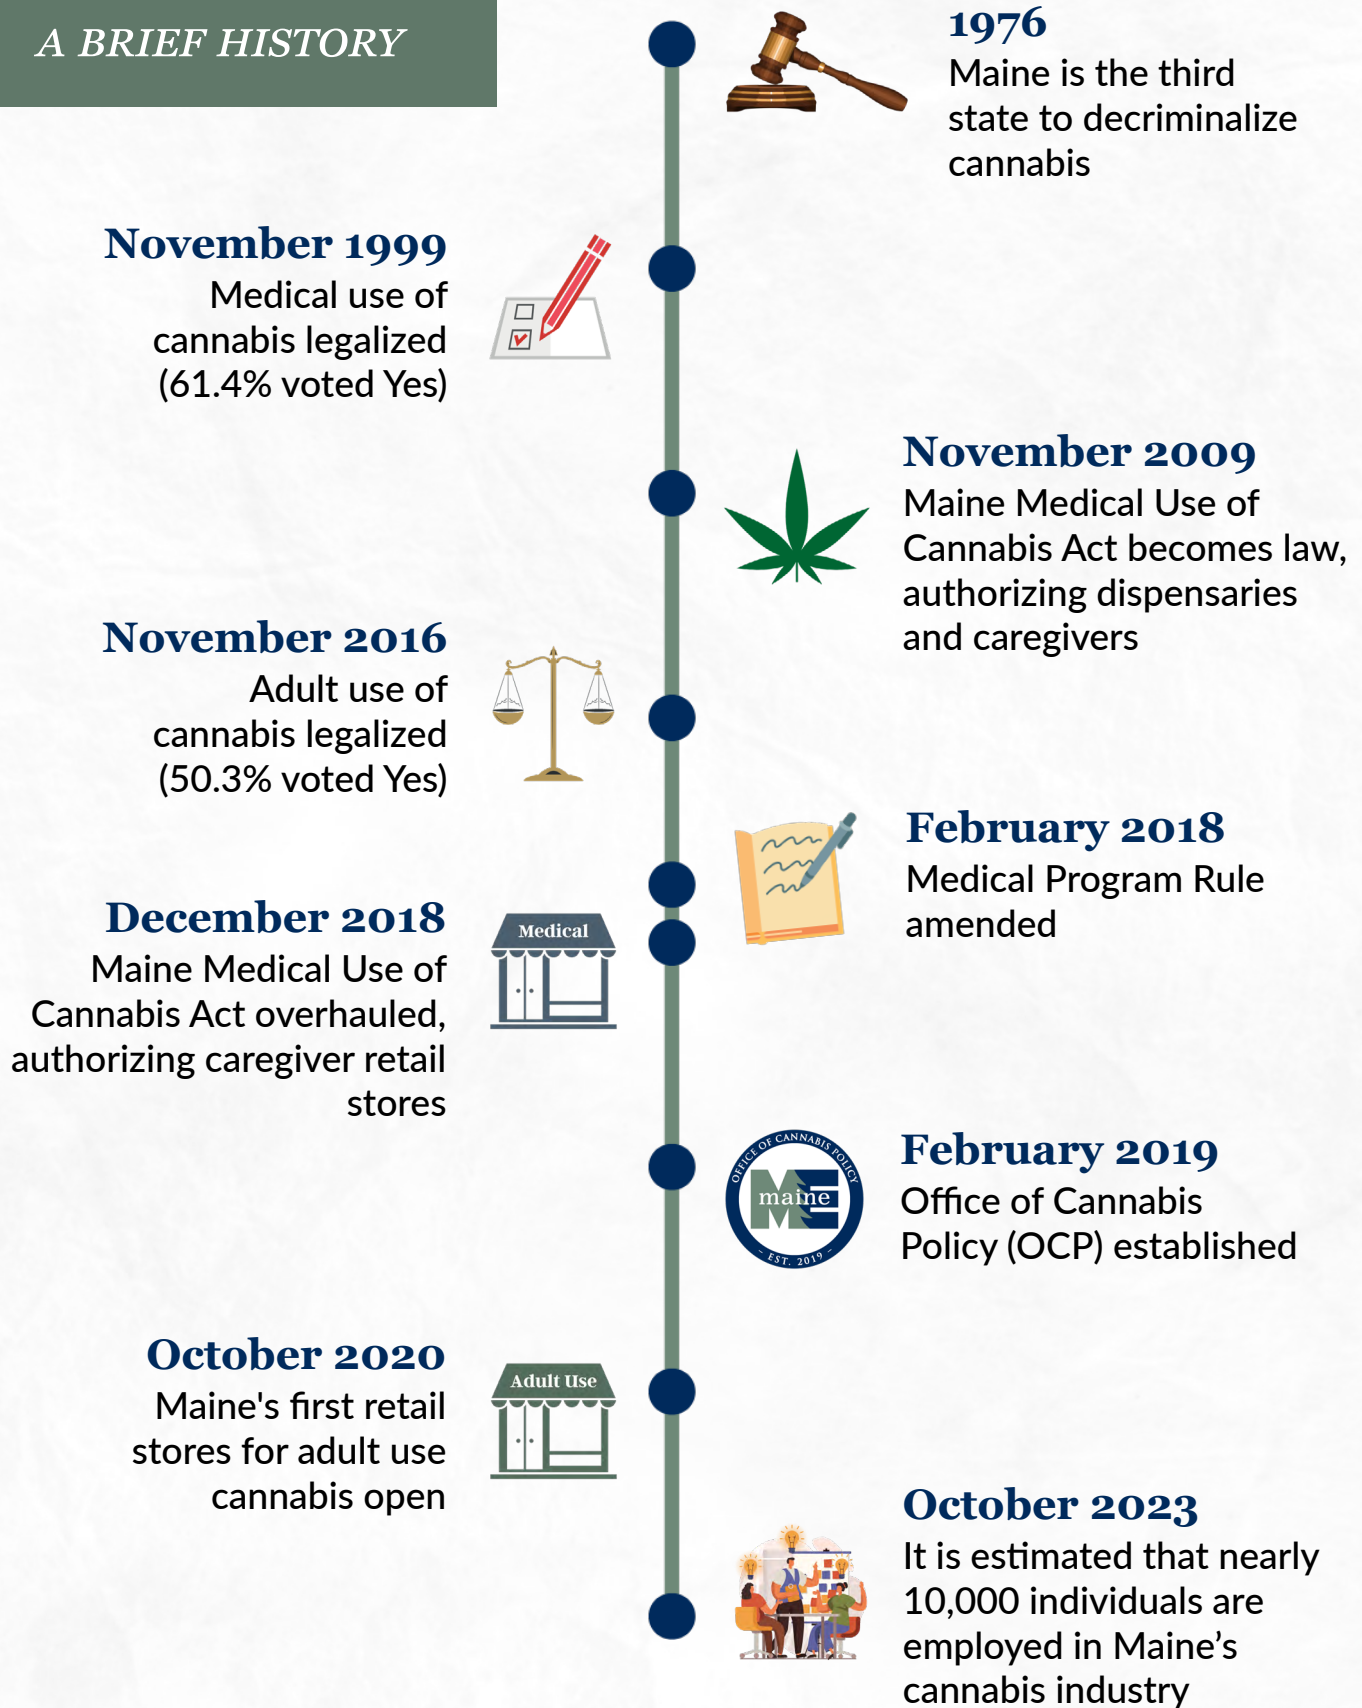 A BRIEF HISTORY
1976
Maine is the third
state to decriminalize
cannabis
November 1999
Medical use of
cannabis legalized
(61.4% voted Yes)
November 2009
Maine Medical Use of
Cannabis Act becomes law,
authorizing dispensaries
and caregivers
November 2016
Adult use of
cannabis legalized
(50.3% voted Yes)
February 2018
Medical Program Rule
amended
December 2018
Maine Medical Use of
Cannabis Act overhauled,
authorizing caregiver retail
stores
Medical
February 2019
Office of Cannabis
Policy (OCP) established
OFFICE OF CANNABIS POLICY
ME
maine
- EST. 2019 -
October 2020
Maine's first retail
stores for adult use
cannabis open
Adult Use
October 2023
It is estimated that nearly
10,000 individuals are
employed in Maine’s
cannabis industry